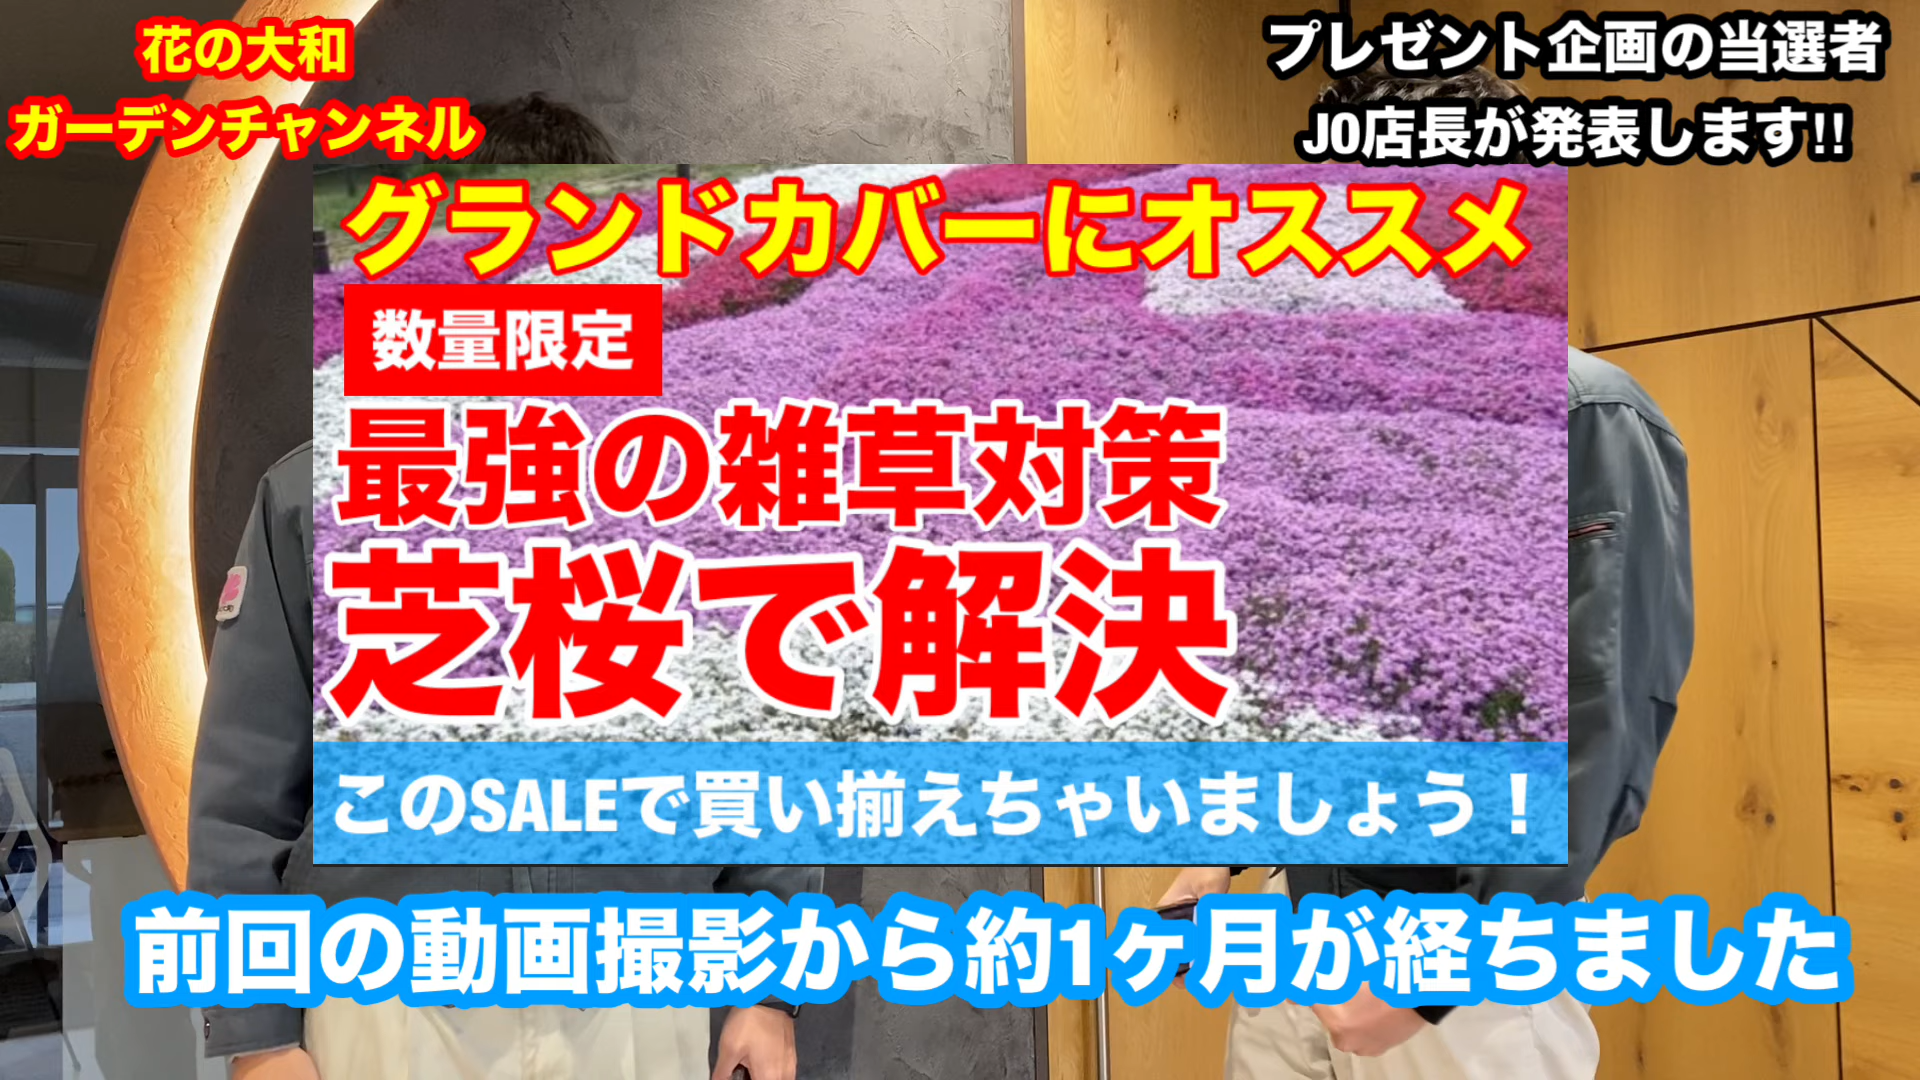 花の大和
ガーデンチャンネル
プレゼント企画の当選者
JO店長が発表します!!
グランドカバーにオススメ
数量限定
最強の雑草対策
芝桜で解決
このSALEで買い揃えちゃいましょう！
前回の動画撮影から約1ヶ月が経ちました